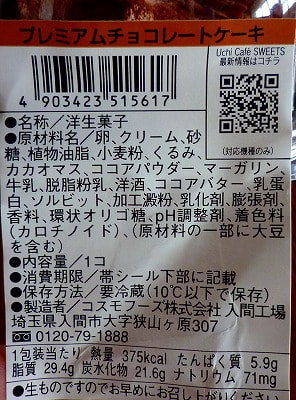 プレミアムチョコレートケーキ
Uchi Café SWEETS
最新情報はコチラ
4 903423 515617
(対応機種のみ)
●名称/洋生菓子
●原材料名/卵、クリーム、砂
糖、植物油脂、小麦粉、くるみ、
カカオマス、ココアパウダー、マーガリン、
牛乳、脱脂粉乳、洋酒、ココアバター、乳蛋
白、ソルビット、加工澱粉、乳化剤、膨張剤、
香料、環状オリゴ糖、pH調整剤、着色料
(カロチノイド)、(原材料の一部に大豆
を含む)
●内容量/1コ
●消費期限/帯シール下部に記載
●保存方法/要冷蔵(10℃以下で保存)
●製造者/コスモフーズ株式会社 入間工場
埼玉県入間市大字狭山ヶ原307
0120-79-1888
1包装当たり 熱量 375kcal たんぱく質 5.9g
脂質 29.4g 炭水化物 21.6g ナトリウム 71mg
●生ものですのでお早めにお召し上がりください